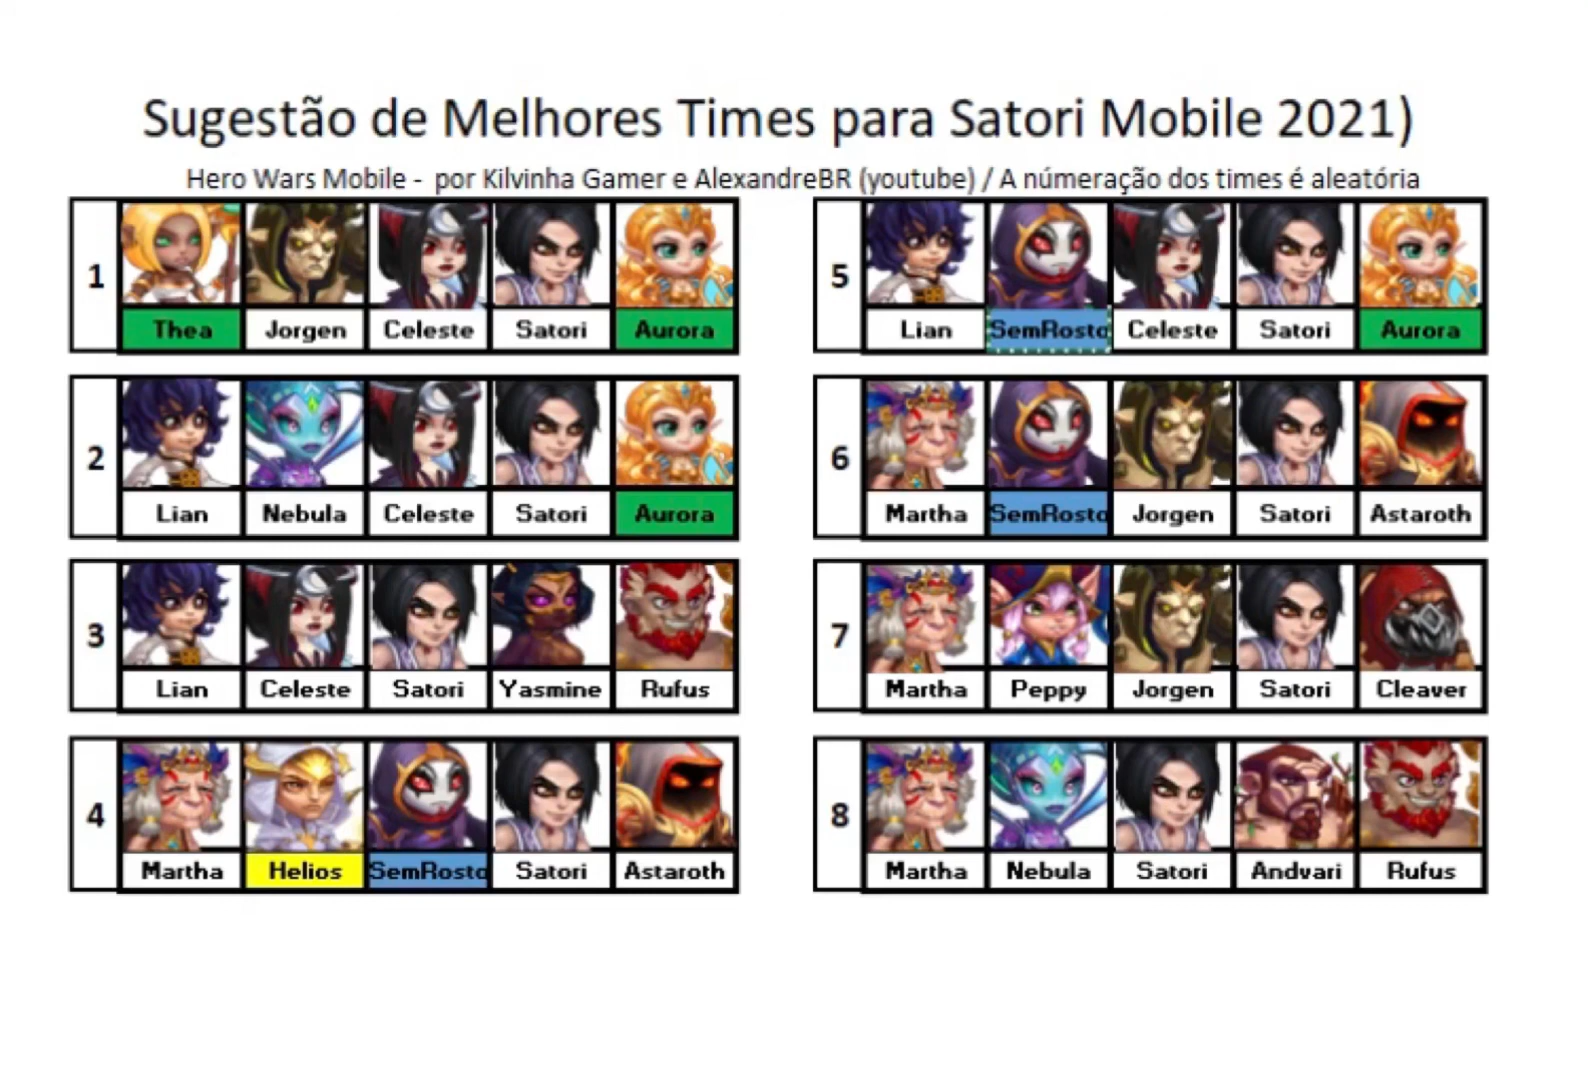 Sugestão de Melhores Times para Satori Mobile 2021)
Hero Wars Mobile - por Kilvinha Gamer e AlexandreBR (youtube) / A númeração dos times é aleatória
1
Thea Jorgen Celeste Satori Aurora
2
Lian Nebula Celeste Satori Aurora
3
Lian Celeste Satori Yasmine Rufus
4
Martha Helios SemRosto Satori Astaroth
5
Lian SemRosto Celeste Satori Aurora
6
Martha SemRosto Jorgen Satori Astaroth
7
Martha Peppy Jorgen Satori Cleaver
8
Martha Nebula Satori Andvari Rufus